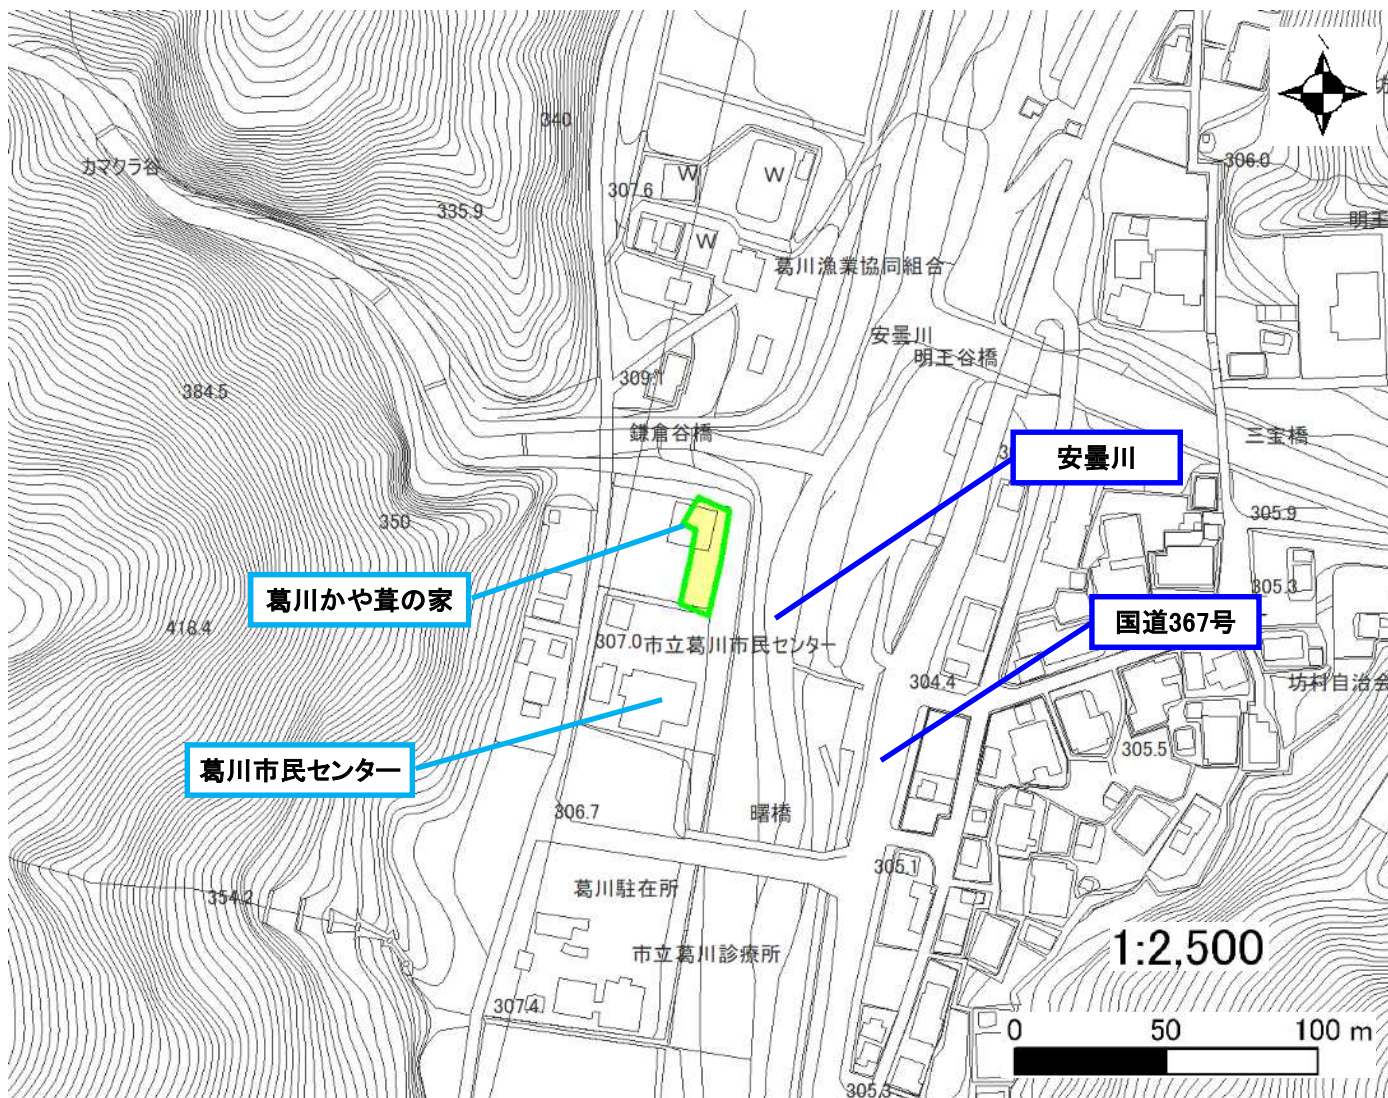 340
坊
306.0
カマクラ谷
W
W
307.6
335.9
明王
W
葛川漁業協同組合
安曇川
明王谷橋
309.1
384.5
鎌倉谷橋
三宝橋
安曇川
305.9
350
305.3
葛川かや葺の家
国道367号
418.4
307.0
市立葛川市民センター
304.4
坊村自治会
305.5
葛川市民センター
306.7
曙橋
305.1
葛川駐在所
354.2
市立葛川診療所
1:2,500
307.4
0 50 100 m
305.3